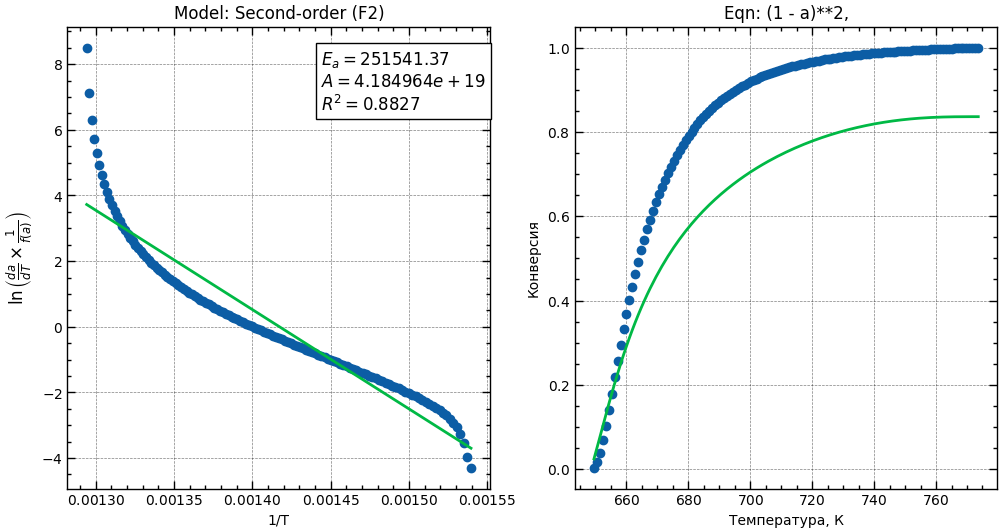 Model: Second-order (F2)
8
6
4
2
0
−2
−4
ln (da/dT × 1/f(a))
E_a = 251541.37
A = 4.184964e + 19
R² = 0.8827
0.00130 0.00135 0.00140 0.00145 0.00150 0.00155
1/T
Eqn: (1 - a)**2,
1.0
0.8
0.6
0.4
0.2
0.0
Конверсия
660 680 700 720 740 760
Температура, К